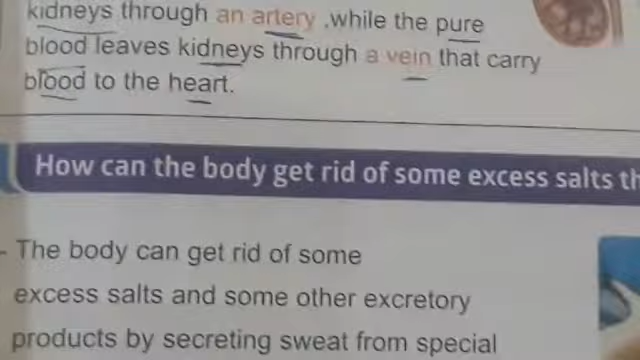 kidneys through an artery .while the pure
blood leaves kidneys through a vein that carry
blood to the heart.
How can the body get rid of some excess salts
- The body can get rid of some
excess salts and some other excretory
products by secreting sweat from special